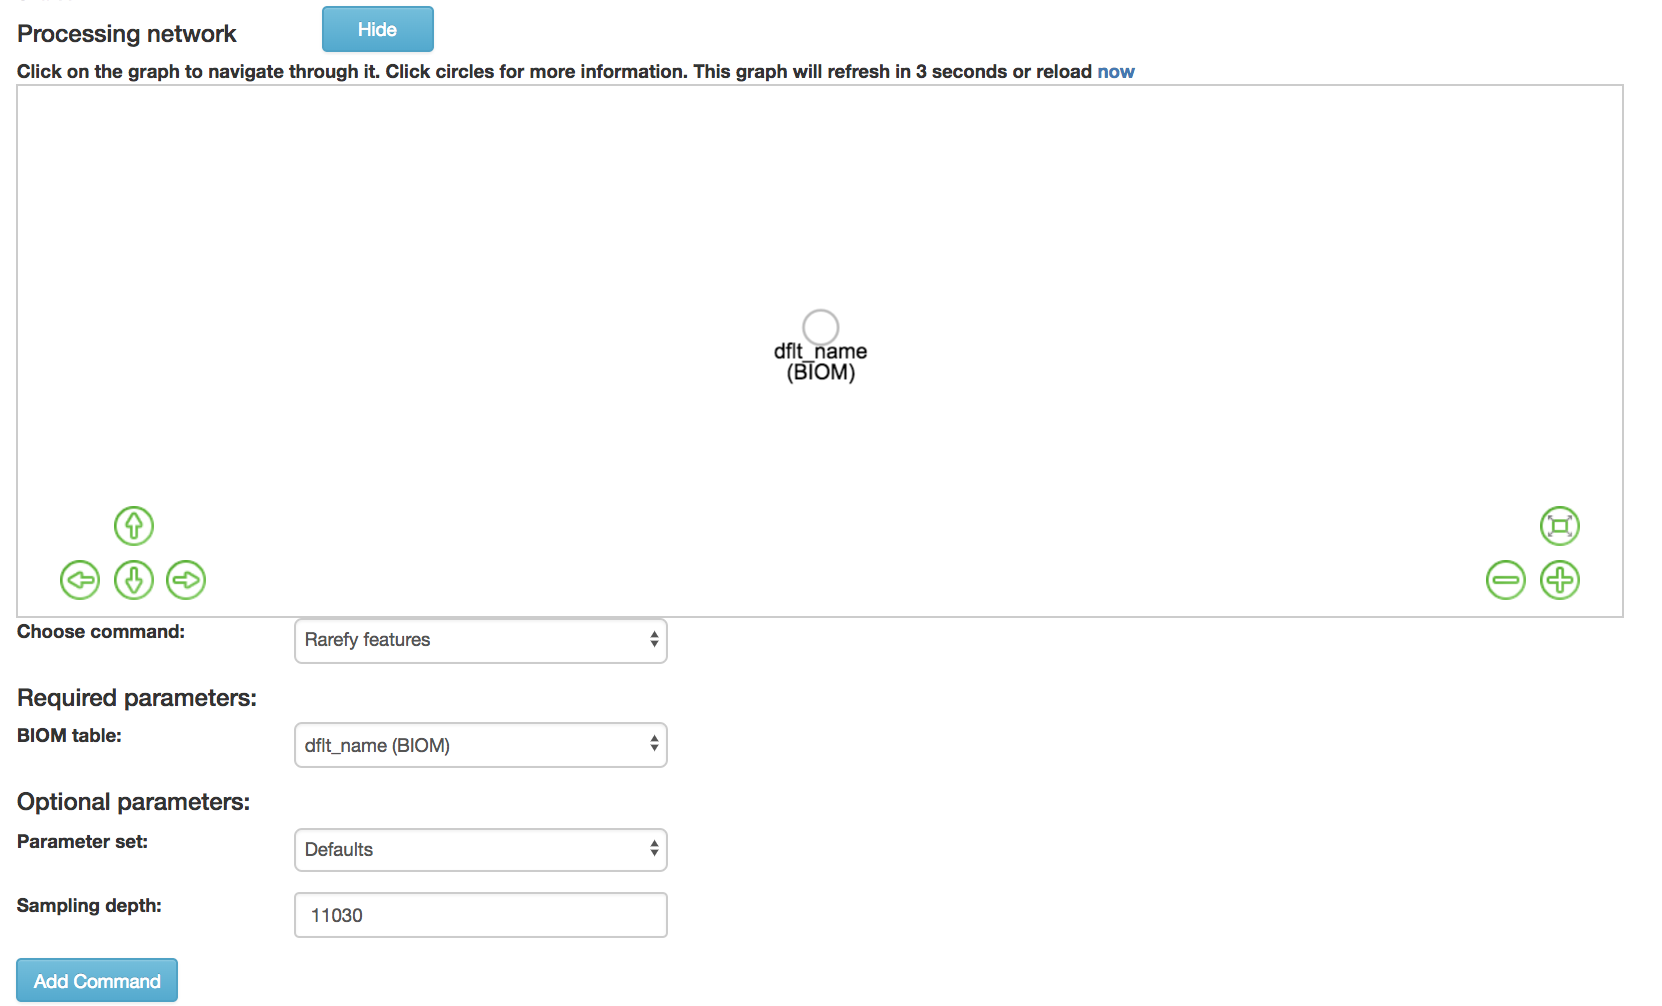 Processing network
Hide
Click on the graph to navigate through it. Click circles for more information. This graph will refresh in 3 seconds or reload now
dflt_name
(BIOM)
Choose command:
Rarefy features
Required parameters:
BIOM table:
dflt_name (BIOM)
Optional parameters:
Parameter set:
Defaults
Sampling depth:
11030
Add Command